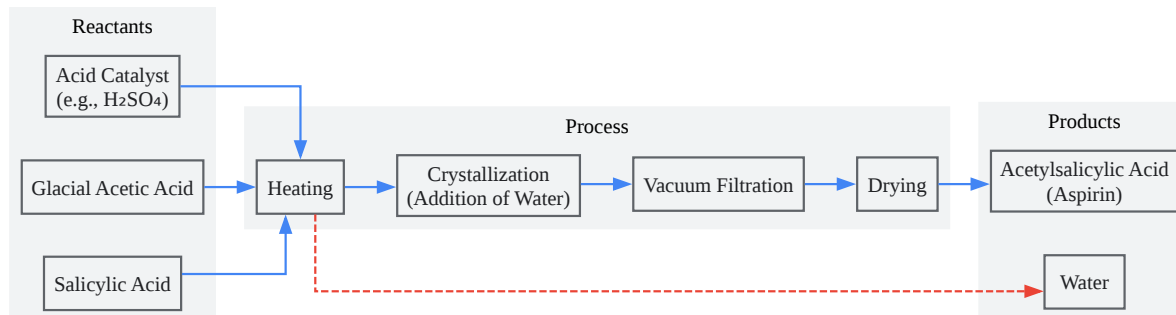 Reactants
Acid Catalyst
(e.g., H₂SO₄)
Glacial Acetic Acid
Salicylic Acid
Process
Heating
Crystallization
(Addition of Water)
Vacuum Filtration
Drying
Products
Acetylsalicylic Acid
(Aspirin)
Water